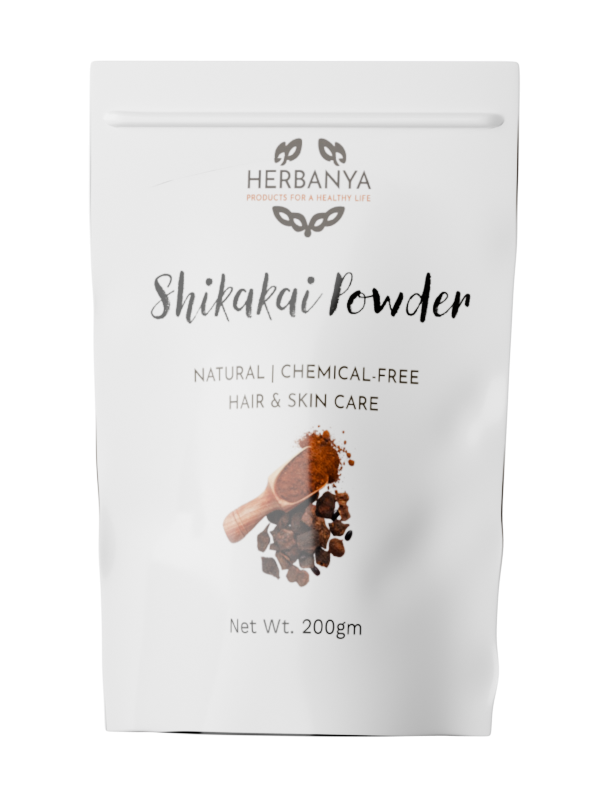 HERBANYA
PRODUCTS FOR A HEALTHY LIFE
Shikakai Powder
NATURAL | CHEMICAL-FREE
HAIR & SKIN CARE
Net Wt. 200gm